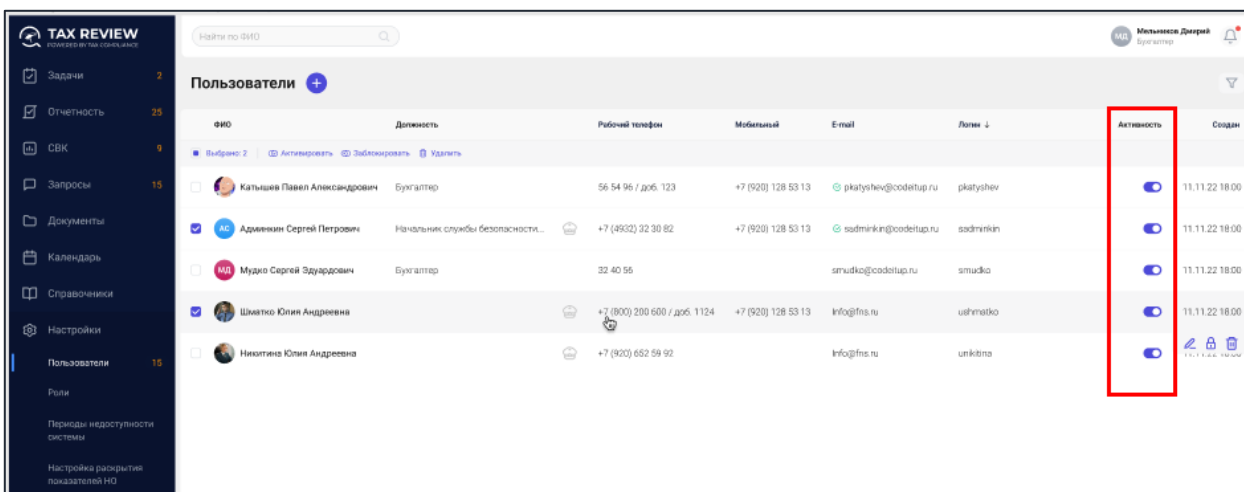 TAX REVIEW
POWERED BY TAX COMPLIANCE
Найти по ФИО
МД
Мельников Дмирий
Бухгалтер
Задачи 2
Отчетность 25
СВК 9
Запросы 15
Документы
Календарь
Справочники
Настройки
Пользователи 15
Роли
Периоды недоступности
системы
Настройка раскрытия
показателей НО
Пользователи
ФИО Должность Рабочий телефон Мобильный E-mail Логин ↓ Активность Создан
Выбрано: 2 Активировать Заблокировать Удалить
Катышев Павел Александрович Бухгалтер 56 54 96 / доб. 123 +7 (920) 128 53 13 pkatyshev@codeitup.ru pkatyshev 11.11.22 18:00
АС Админкин Сергей Петрович Начальник службы безопасности... +7 (4932) 32 30 82 +7 (920) 128 53 13 sadminkin@codeitup.ru sadminkin 11.11.22 18:00
МД Мудко Сергей Эдуардович Бухгалтер 32 40 56 smudko@codeitup.ru smudko 11.11.22 18:00
Шматко Юлия Андреевна +7 (800) 200 600 / доб. 1124 +7 (920) 128 53 13 Info@fns.ru ushmatko 11.11.22 18:00
Никитина Юлия Андреевна +7 (920) 652 59 92 Info@fns.ru unikitina